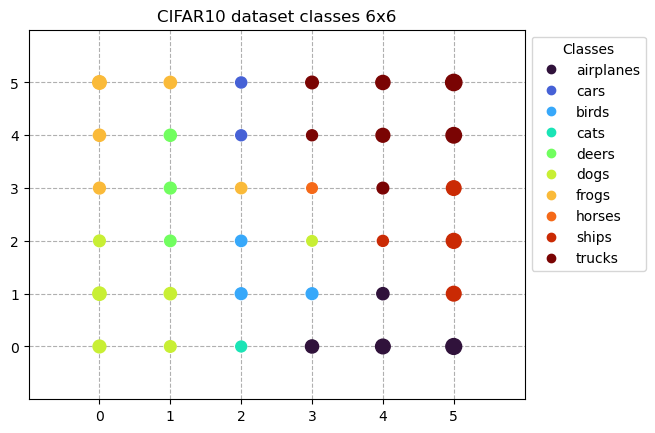 CIFAR10 dataset classes 6x6
5
4
3
2
1
0
0 1 2 3 4 5
Classes
airplanes
cars
birds
cats
deers
dogs
frogs
horses
ships
trucks